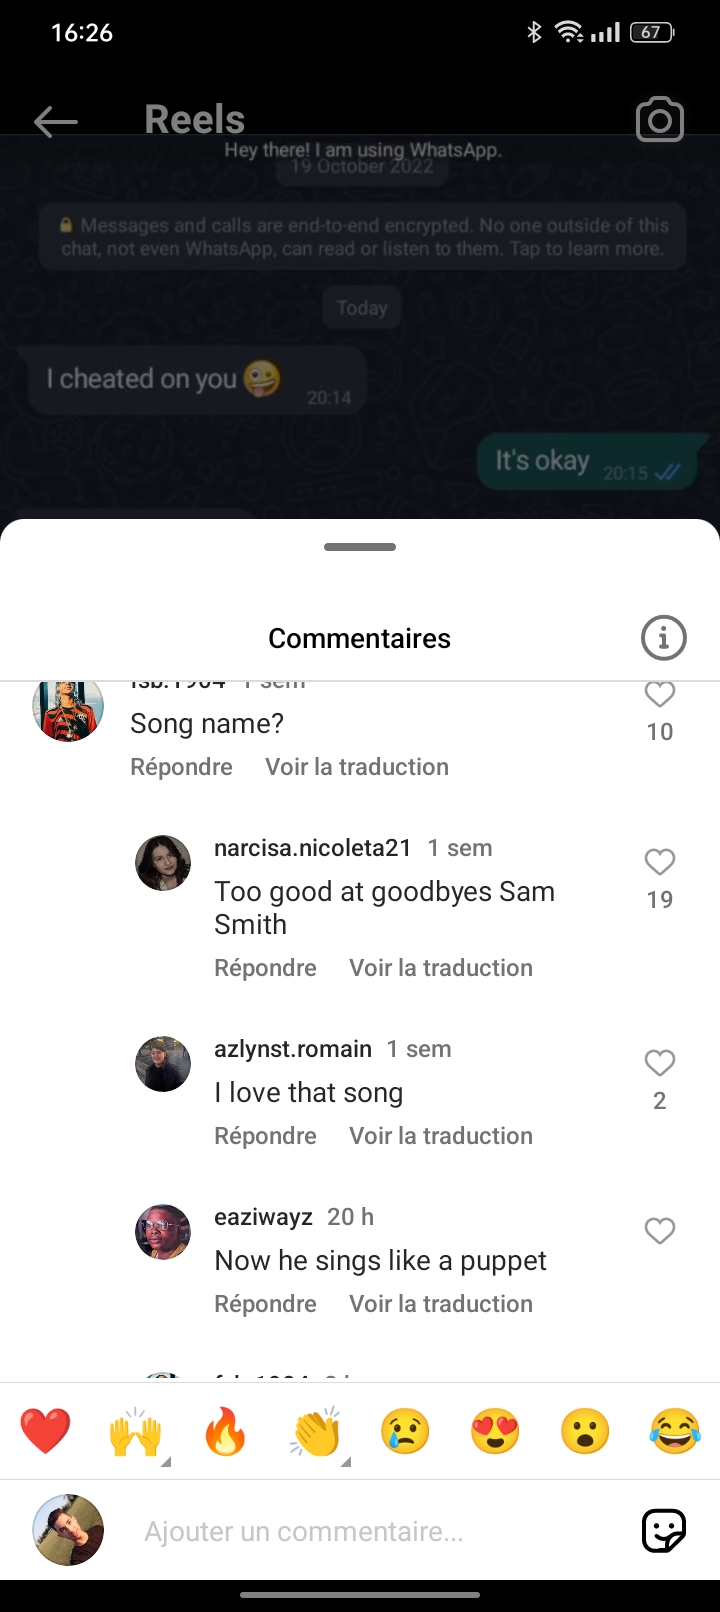 16:26
67
Reels
Hey there! I am using WhatsApp.
19 October 2022
Messages and calls are end-to-end encrypted. No one outside of this
chat, not even WhatsApp, can read or listen to them. Tap to learn more.
Today
I cheated on you 🤪
20:14
It's okay 20:15
Commentaires
1 sem
Song name?
10
Répondre Voir la traduction
narcisa.nicoleta21 1 sem
Too good at goodbyes Sam
Smith
19
Répondre Voir la traduction
azlynst.romain 1 sem
I love that song
2
Répondre Voir la traduction
eaziwayz 20 h
Now he sings like a puppet
Répondre Voir la traduction
Ajouter un commentaire...